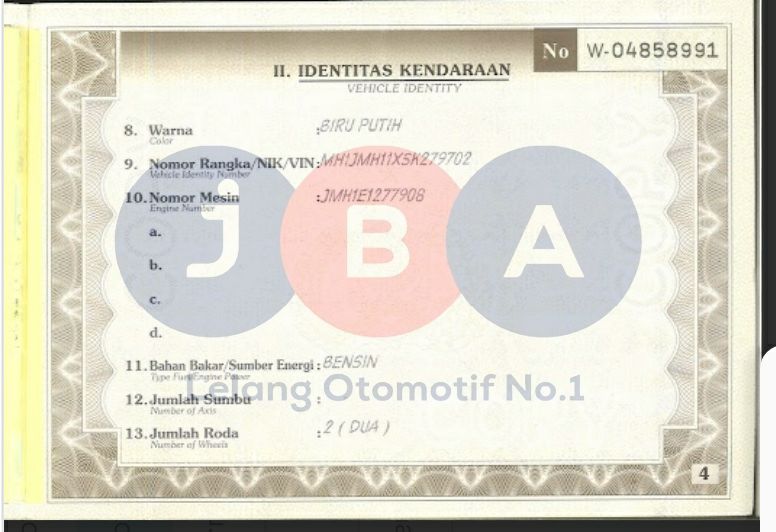 No W-04858991
II. IDENTITAS KENDARAAN
VEHICLE IDENTITY
8. Warna : BIRU PUTIH
Color
9. Nomor Rangka/NIK/VIN : MH1JMH11XSK279702
Vehicle Identity Number
10. Nomor Mesin : JMH1E1277908
Engine Number
a.
b.
c.
d.
JBA
11. Bahan Bakar/Sumber Energi : BENSIN
Type Fuel/Engine Power
Lelang Otomotif No.1
12. Jumlah Sumbu :
Number of Axis
13. Jumlah Roda : 2 ( DUA )
Number of Wheels
4